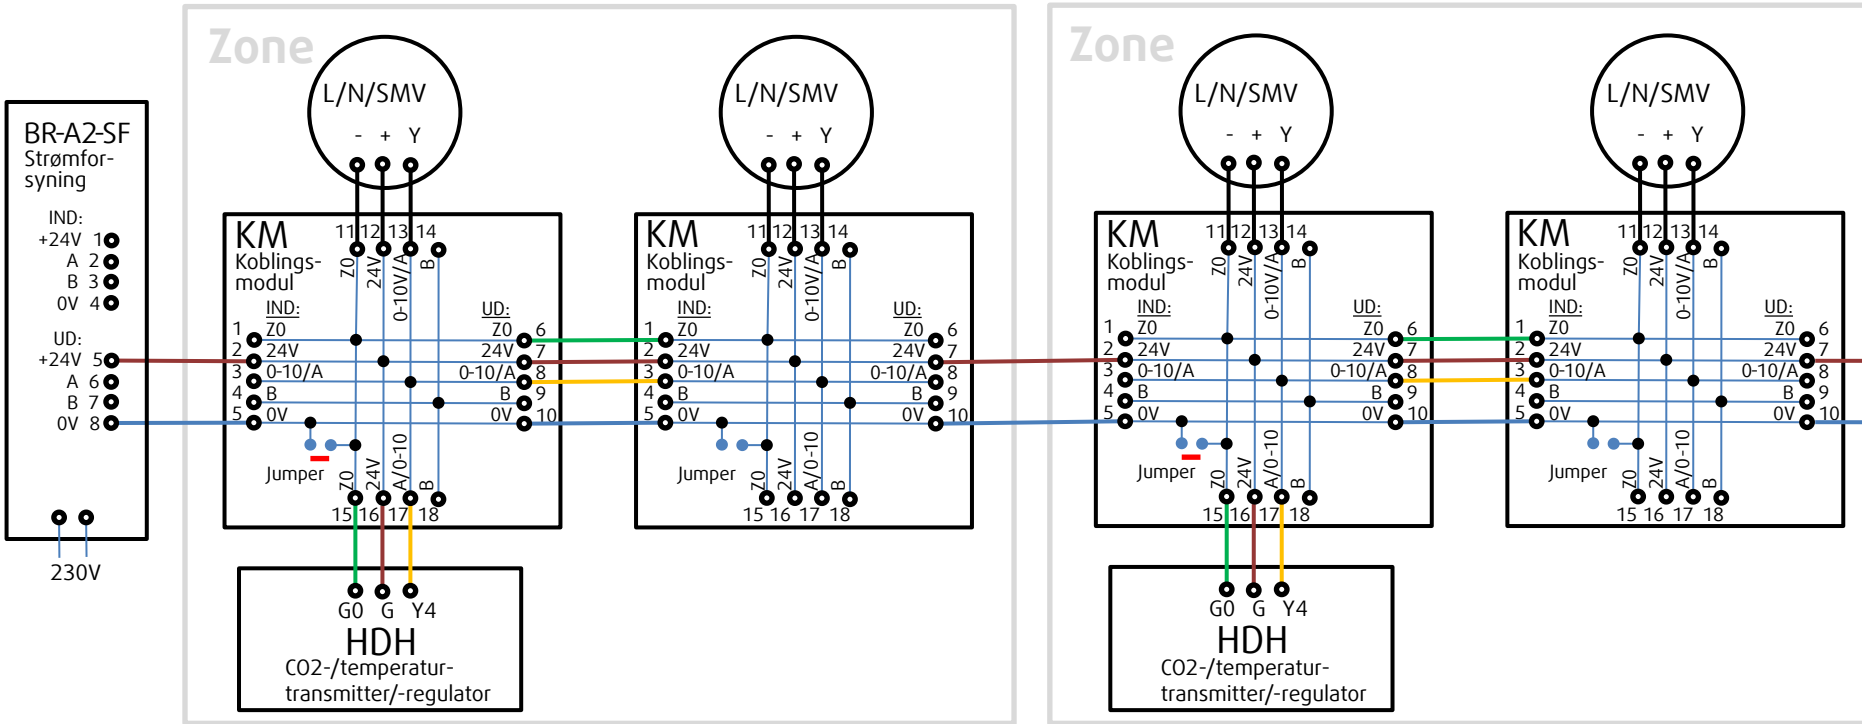 Zone
Zone
BR-A2-SF
Strømfor-
syning
IND:
+24V 1
A 2
B 3
0V 4
UD:
+24V 5
A 6
B 7
0V 8
230V
L/N/SMV
- + Y
KM
Koblings-
modul
11 12 13 14
Z0 24V 0-10V/A B
IND:
1 Z0
2 24V
3 0-10/A
4 B
5 0V
UD:
Z0 6
24V 7
0-10/A 8
B 9
0V 10
Jumper
Z0 24V A/0-10 B
15 16 17 18
G0 G Y4
HDH
CO2-/temperatur-
transmitter/-regulator
L/N/SMV
- + Y
KM
Koblings-
modul
11 12 13 14
Z0 24V 0-10V/A B
IND:
1 Z0
2 24V
3 0-10/A
4 B
5 0V
UD:
Z0 6
24V 7
0-10/A 8
B 9
0V 10
Jumper
Z0 24V A/0-10 B
15 16 17 18
L/N/SMV
- + Y
KM
Koblings-
modul
11 12 13 14
Z0 24V 0-10V/A B
IND:
1 Z0
2 24V
3 0-10/A
4 B
5 0V
UD:
Z0 6
24V 7
0-10/A 8
B 9
0V 10
Jumper
Z0 24V A/0-10 B
15 16 17 18
G0 G Y4
HDH
CO2-/temperatur-
transmitter/-regulator
L/N/SMV
- + Y
KM
Koblings-
modul
11 12 13 14
Z0 24V 0-10V/A B
IND:
1 Z0
2 24V
3 0-10/A
4 B
5 0V
UD:
Z0 6
24V 7
0-10/A 8
B 9
0V 10
Jumper
Z0 24V A/0-10 B
15 16 17 18